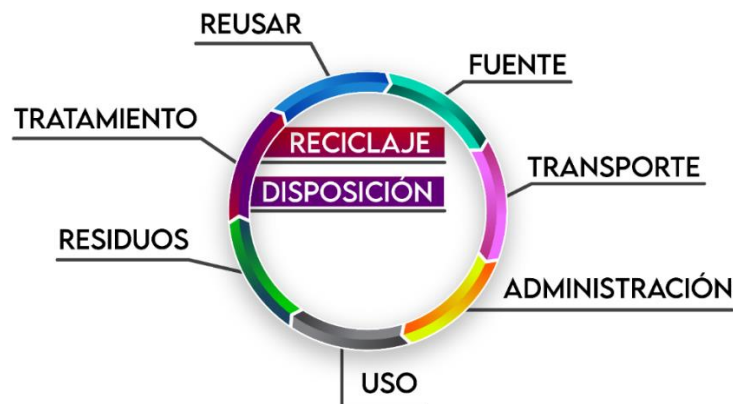 REUSAR
FUENTE
TRATAMIENTO
RECICLAJE
TRANSPORTE
DISPOSICIÓN
RESIDUOS
ADMINISTRACIÓN
USO